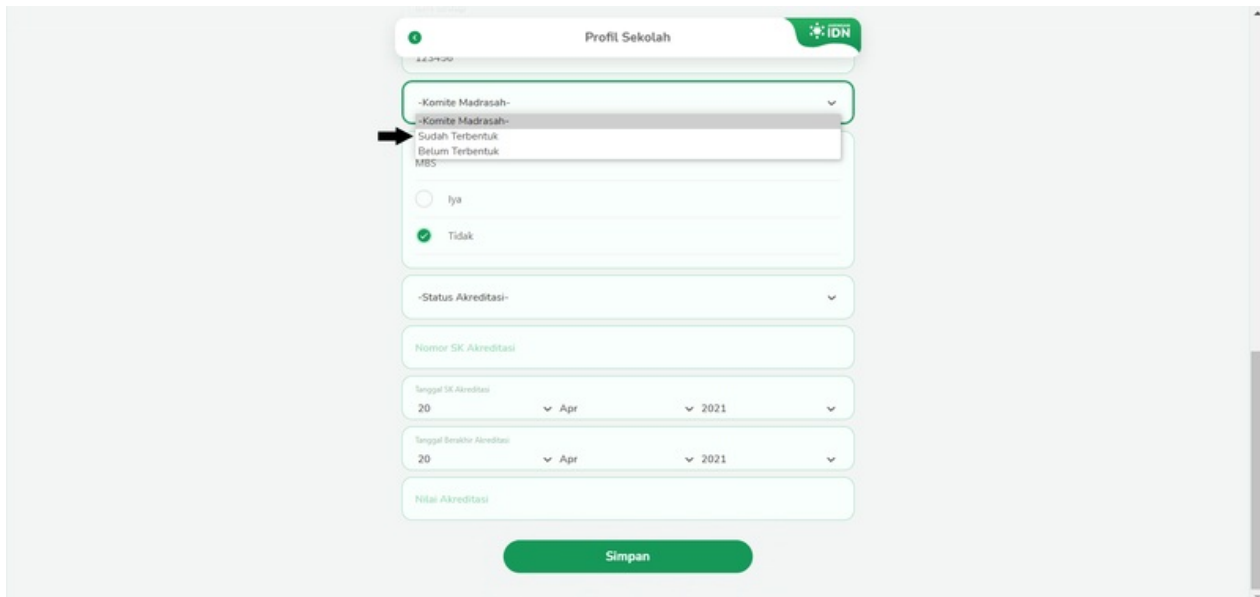 Profil Sekolah
IDN
123456
-Komite Madrasah-
-Komite Madrasah-
Sudah Terbentuk
Belum Terbentuk
MBS
Iya
Tidak
-Status Akreditasi-
Nomor SK Akreditasi
Tanggal SK Akreditasi
20 Apr 2021
Tanggal Berakhir Akreditasi
20 Apr 2021
Nilai Akreditasi
Simpan